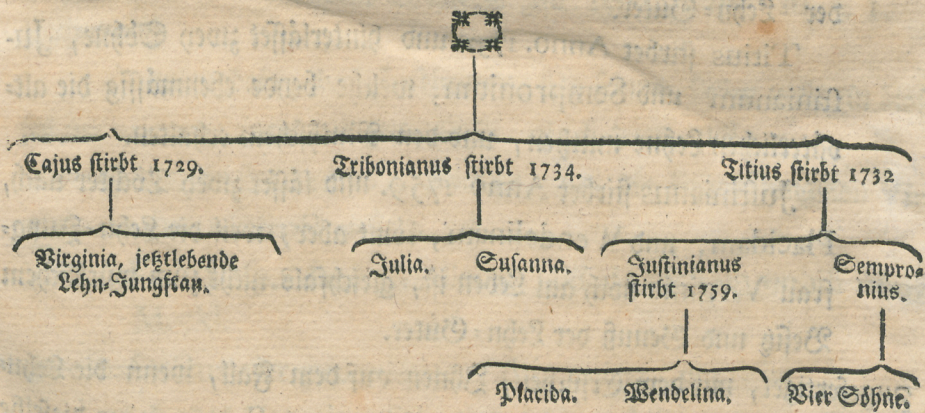 Cajus stirbt 1729. Tribonianus stirbt 1734. Titius stirbt 1732
Virginia, jetztlebende
Lehn-Jungfrau.
Julia. Susanna.
Justinianus
stirbt 1759.
Sempro-
nius.
Placida. Wendelina. Vier Söhne.